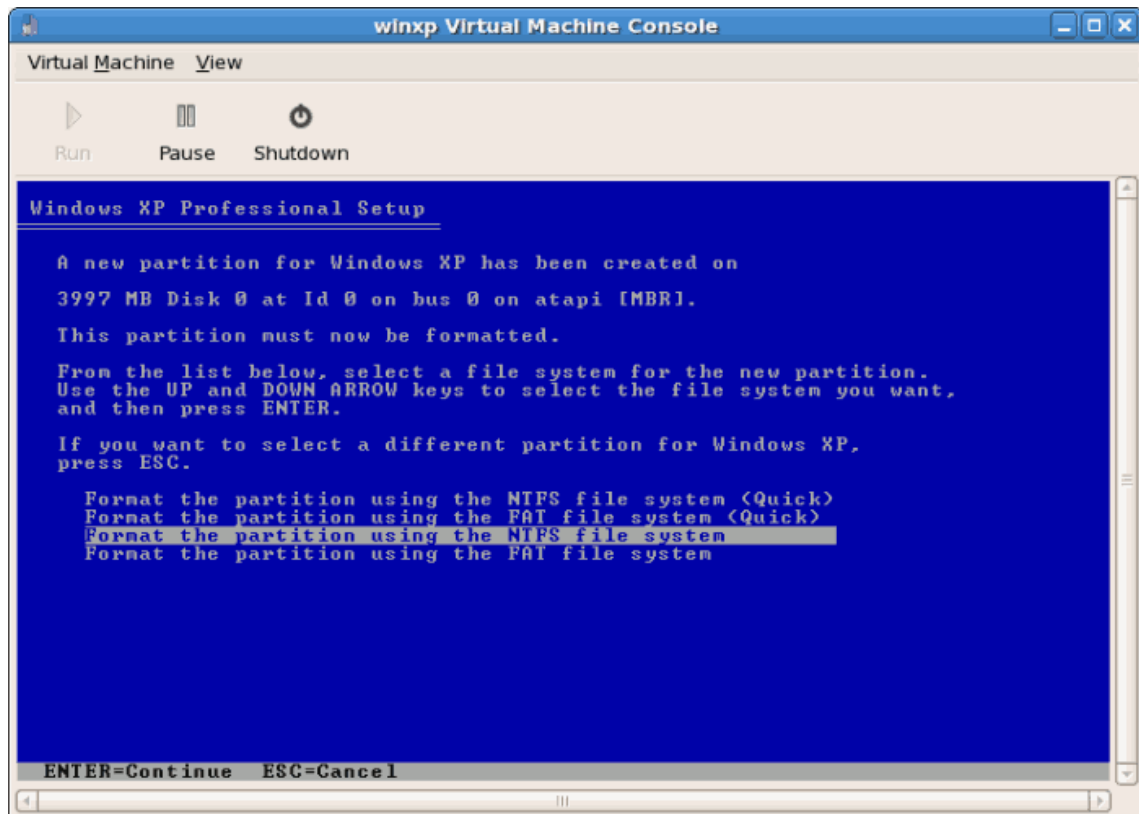 winxp Virtual Machine Console
Virtual Machine View
Run Pause Shutdown
Windows XP Professional Setup
A new partition for Windows XP has been created on
3997 MB Disk 0 at Id 0 on bus 0 on atapi [MBR].
This partition must now be formatted.
From the list below, select a file system for the new partition.
Use the UP and DOWN ARROW keys to select the file system you want,
and then press ENTER.
If you want to select a different partition for Windows XP,
press ESC.
Format the partition using the NTFS file system (Quick)
Format the partition using the FAT file system (Quick)
Format the partition using the NTFS file system
Format the partition using the FAT file system
ENTER=Continue ESC=Cancel